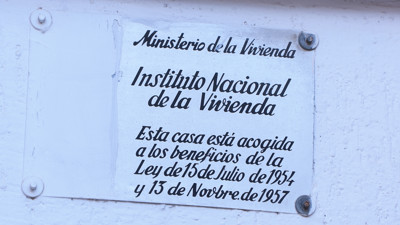 Ministerio de la Vivienda
Instituto Nacional
de la Vivienda
Esta casa está acogida
a los beneficios de la
Ley de 15 de Julio de 1954
y 13 de Novbre. de 1957